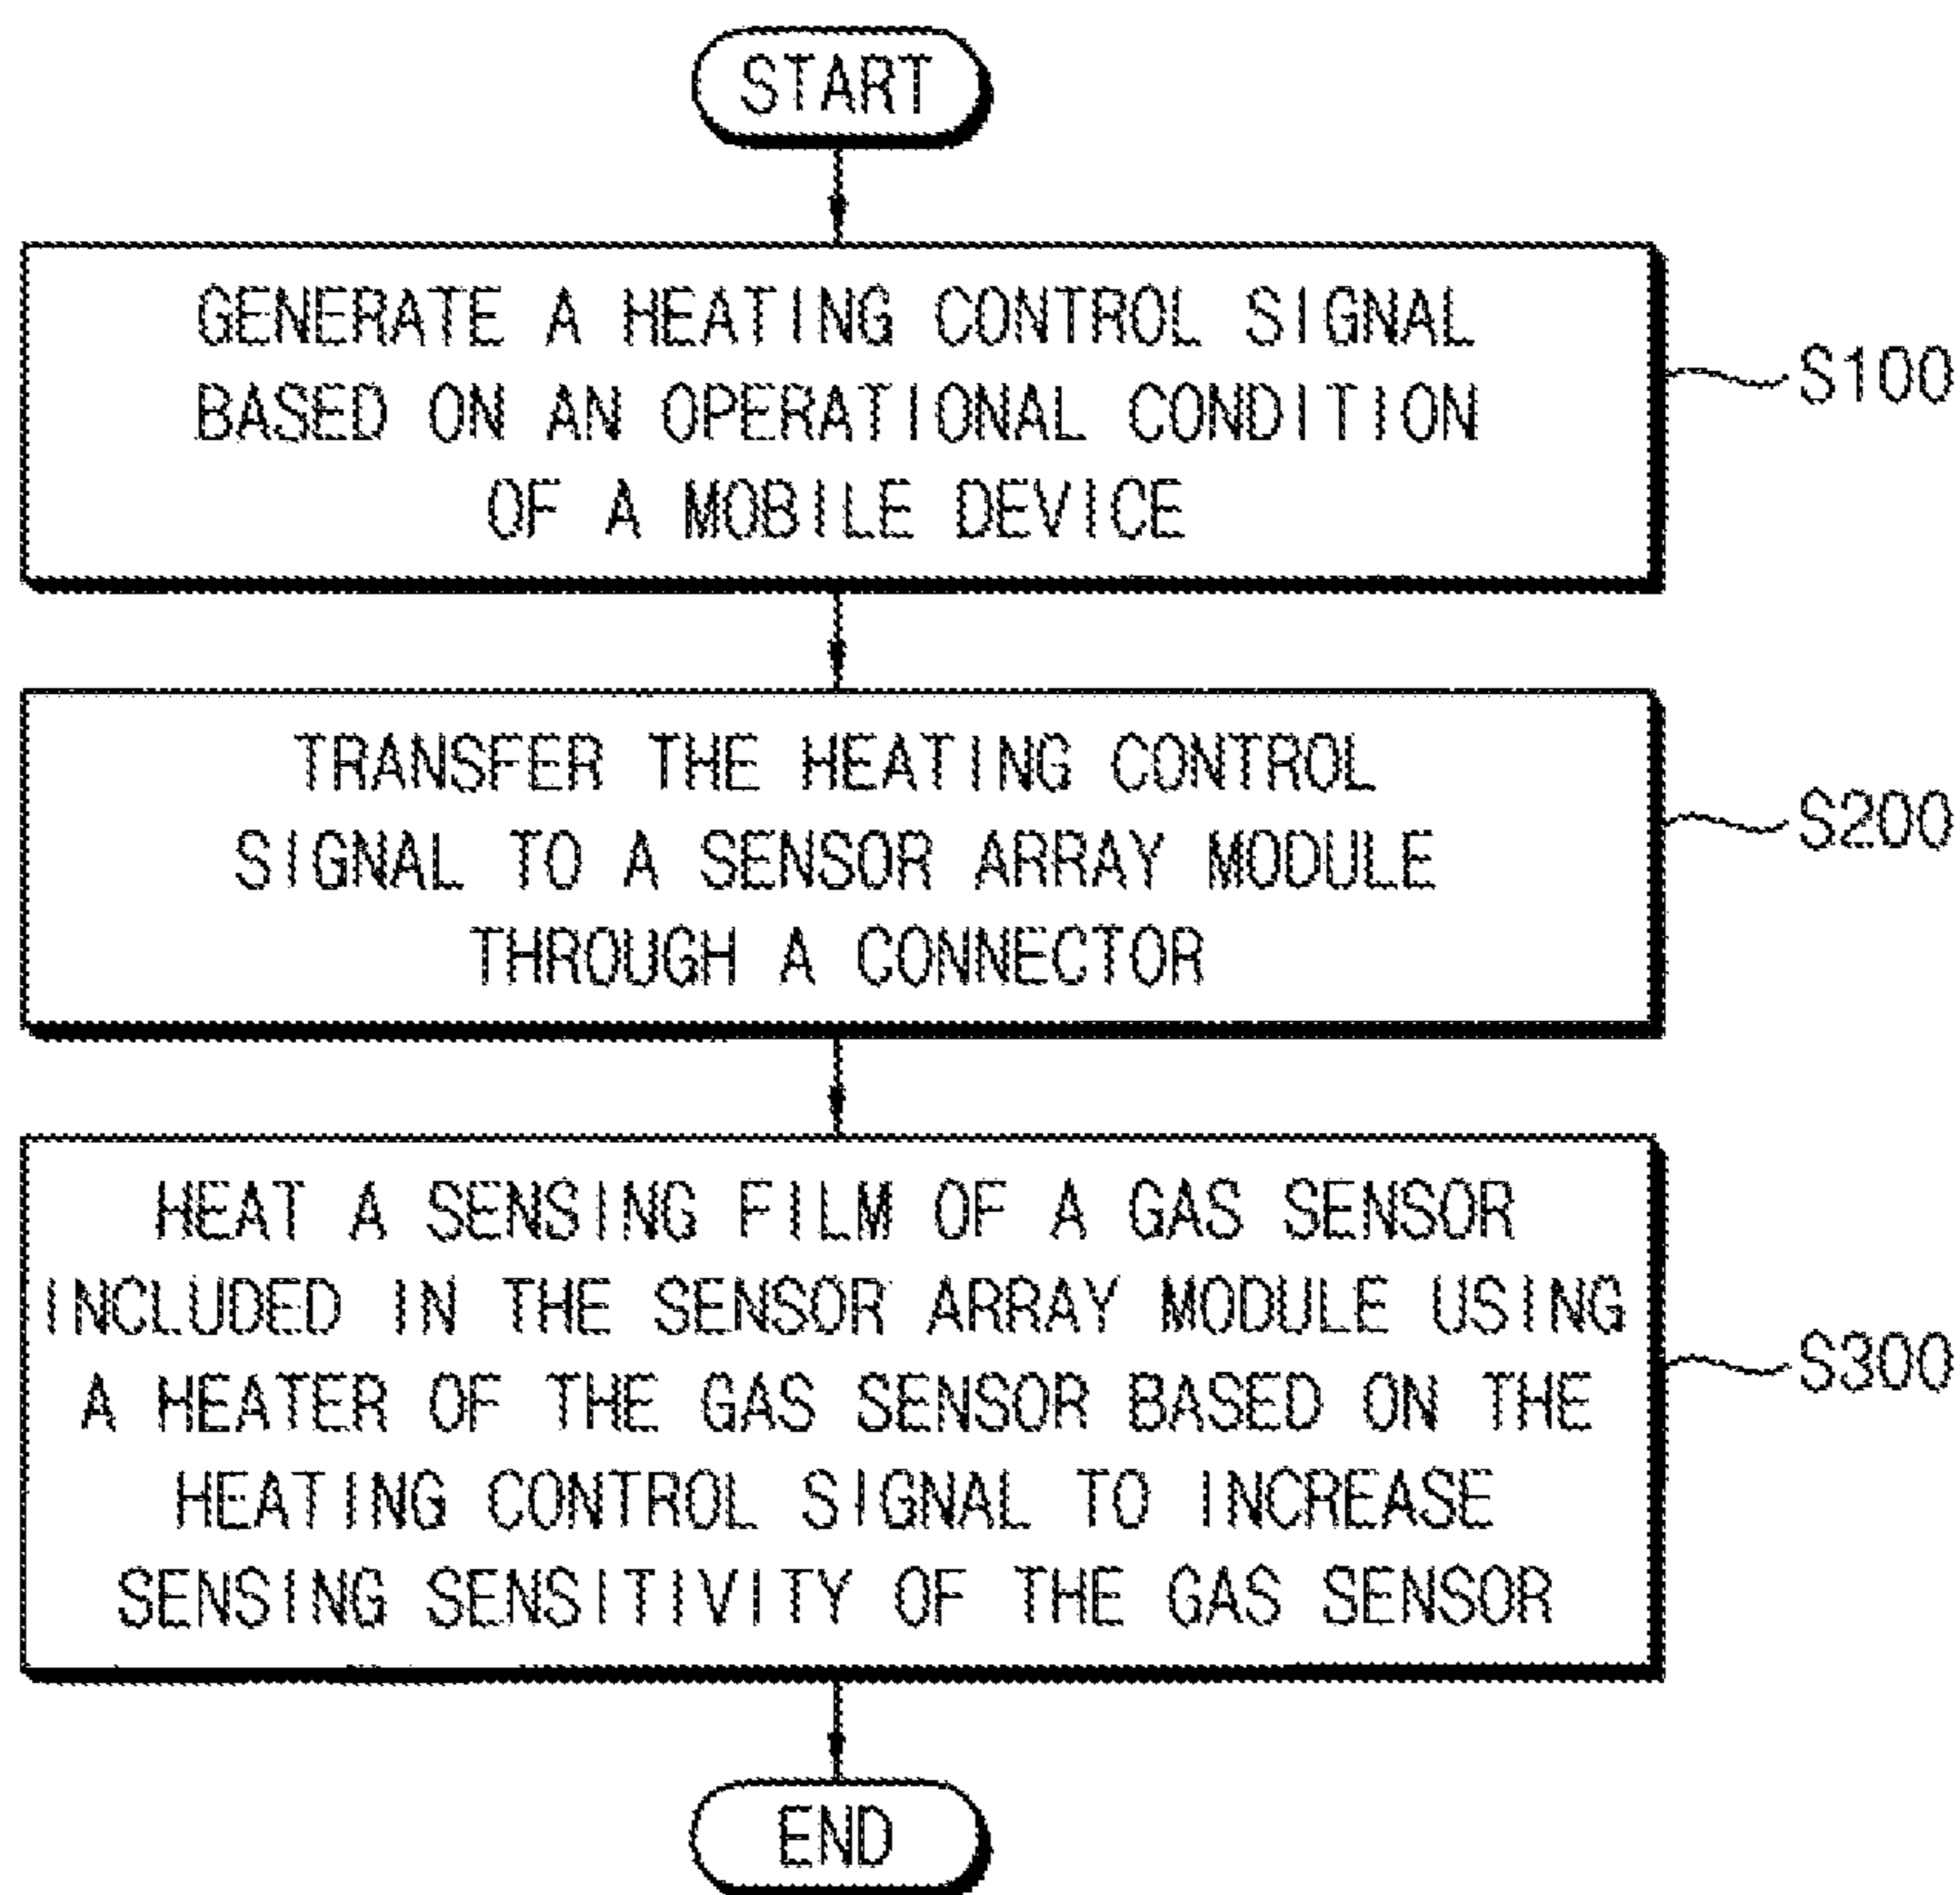 START
GENERATE A HEATING CONTROL SIGNAL
BASED ON AN OPERATIONAL CONDITION
OF A MOBILE DEVICE
S100
TRANSFER THE HEATING CONTROL
SIGNAL TO A SENSOR ARRAY MODULE
THROUGH A CONNECTOR
S200
HEAT A SENSING FILM OF A GAS SENSOR
INCLUDED IN THE SENSOR ARRAY MODULE USING
A HEATER OF THE GAS SENSOR BASED ON THE
HEATING CONTROL SIGNAL TO INCREASE
SENSING SENSITIVITY OF THE GAS SENSOR
S300
END